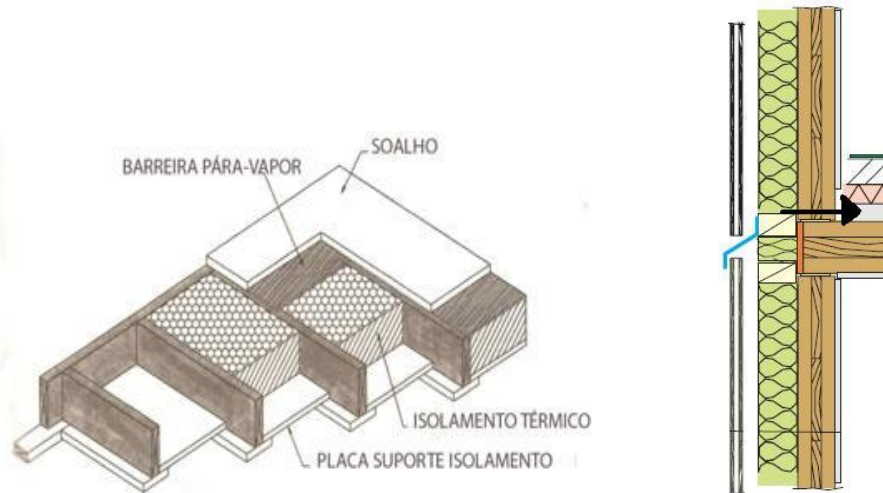 SOALHO
BARREIRA PÁRA-VAPOR
ISOLAMENTO TÉRMICO
PLACA SUPORTE ISOLAMENTO